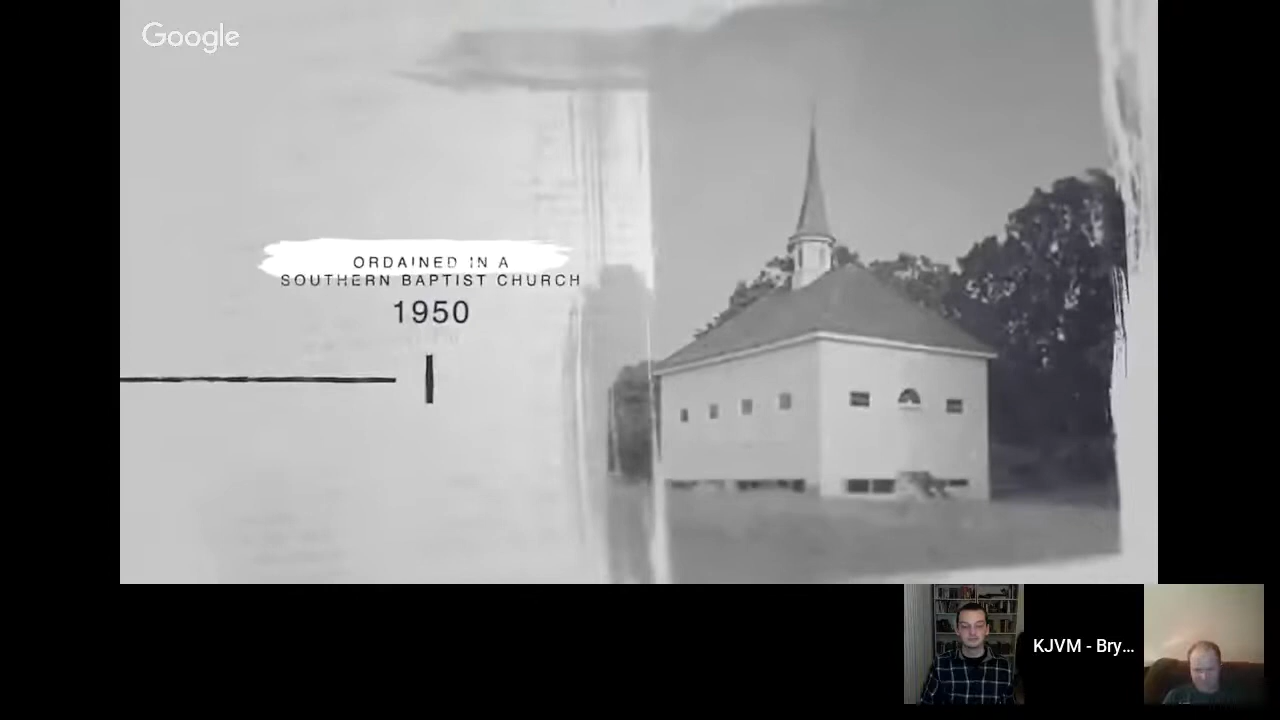 Google
ORDAINED IN A
SOUTHERN BAPTIST CHURCH
1950
KJVM - Bry...